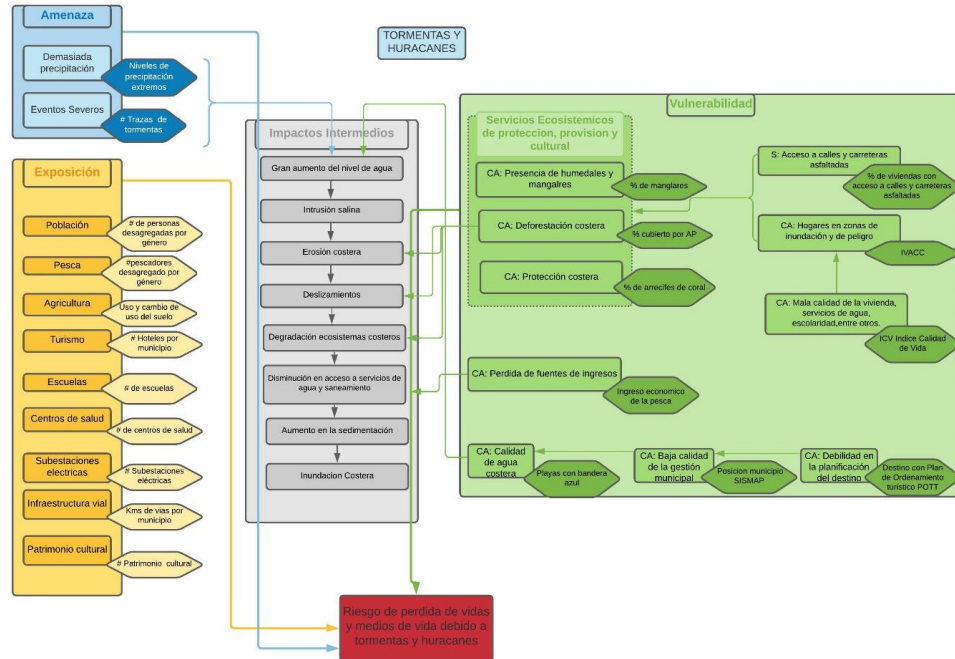 Amenaza
Demasiada
precipitación
Niveles de
precipitación
extremos
Eventos Severos
# Trazas de
tormentas
TORMENTAS Y
HURACANES
Exposición
Población
# de personas
desagregadas por
género
Pesca
#pescadores
desagregado por
género
Agricultura
Uso y cambio de
uso del suelo
Turismo
# Hoteles por
municipio
Escuelas
# de escuelas
Centros de salud
# de centros de salud
Subestaciones
electricas
# Subestaciones
eléctricas
Infraestructura vial
Kms de vias por
municipio
Patrimonio cultural
# Patrimonio cultural
Impactos Intermedios
Gran aumento del nivel de agua
Intrusión salina
Erosión costera
Deslizamientos
Degradación ecosistemas costeros
Disminución en acceso a servicios de
agua y saneamiento
Aumento en la sedimentación
Inundacion Costera
Vulnerabilidad
Servicios Ecosistemicos
de proteccion, provision y
cultural
CA: Presencia de humedales y
mangalres
% de manglares
CA: Deforestación costera
% cubierto por AP
CA: Protección costera
% de arrecifes de coral
S: Acceso a calles y carreteras
asfaltadas
% de viviendas con
acceso a calles y carreteras
asfaltadas
CA: Hogares en zonas de
inundación y de peligro
IVACC
CA: Mala calidad de la vivienda,
servicios de agua,
escolaridad,entre otros.
ICV Indice Calidad
de Vida
CA: Perdida de fuentes de ingresos
Ingreso economico
de la pesca
CA: Calidad
de agua
costera
Playas con bandera
azul
CA: Baja calidad
de la gestión
municipal
Posicion municipio
SISMAP
CA: Debilidad en
la planificación
del destino
Destino con Plan
de Ordenamiento
turístico POTT
Riesgo de perdida de vidas
y medios de vida debido a
tormentas y huracanes